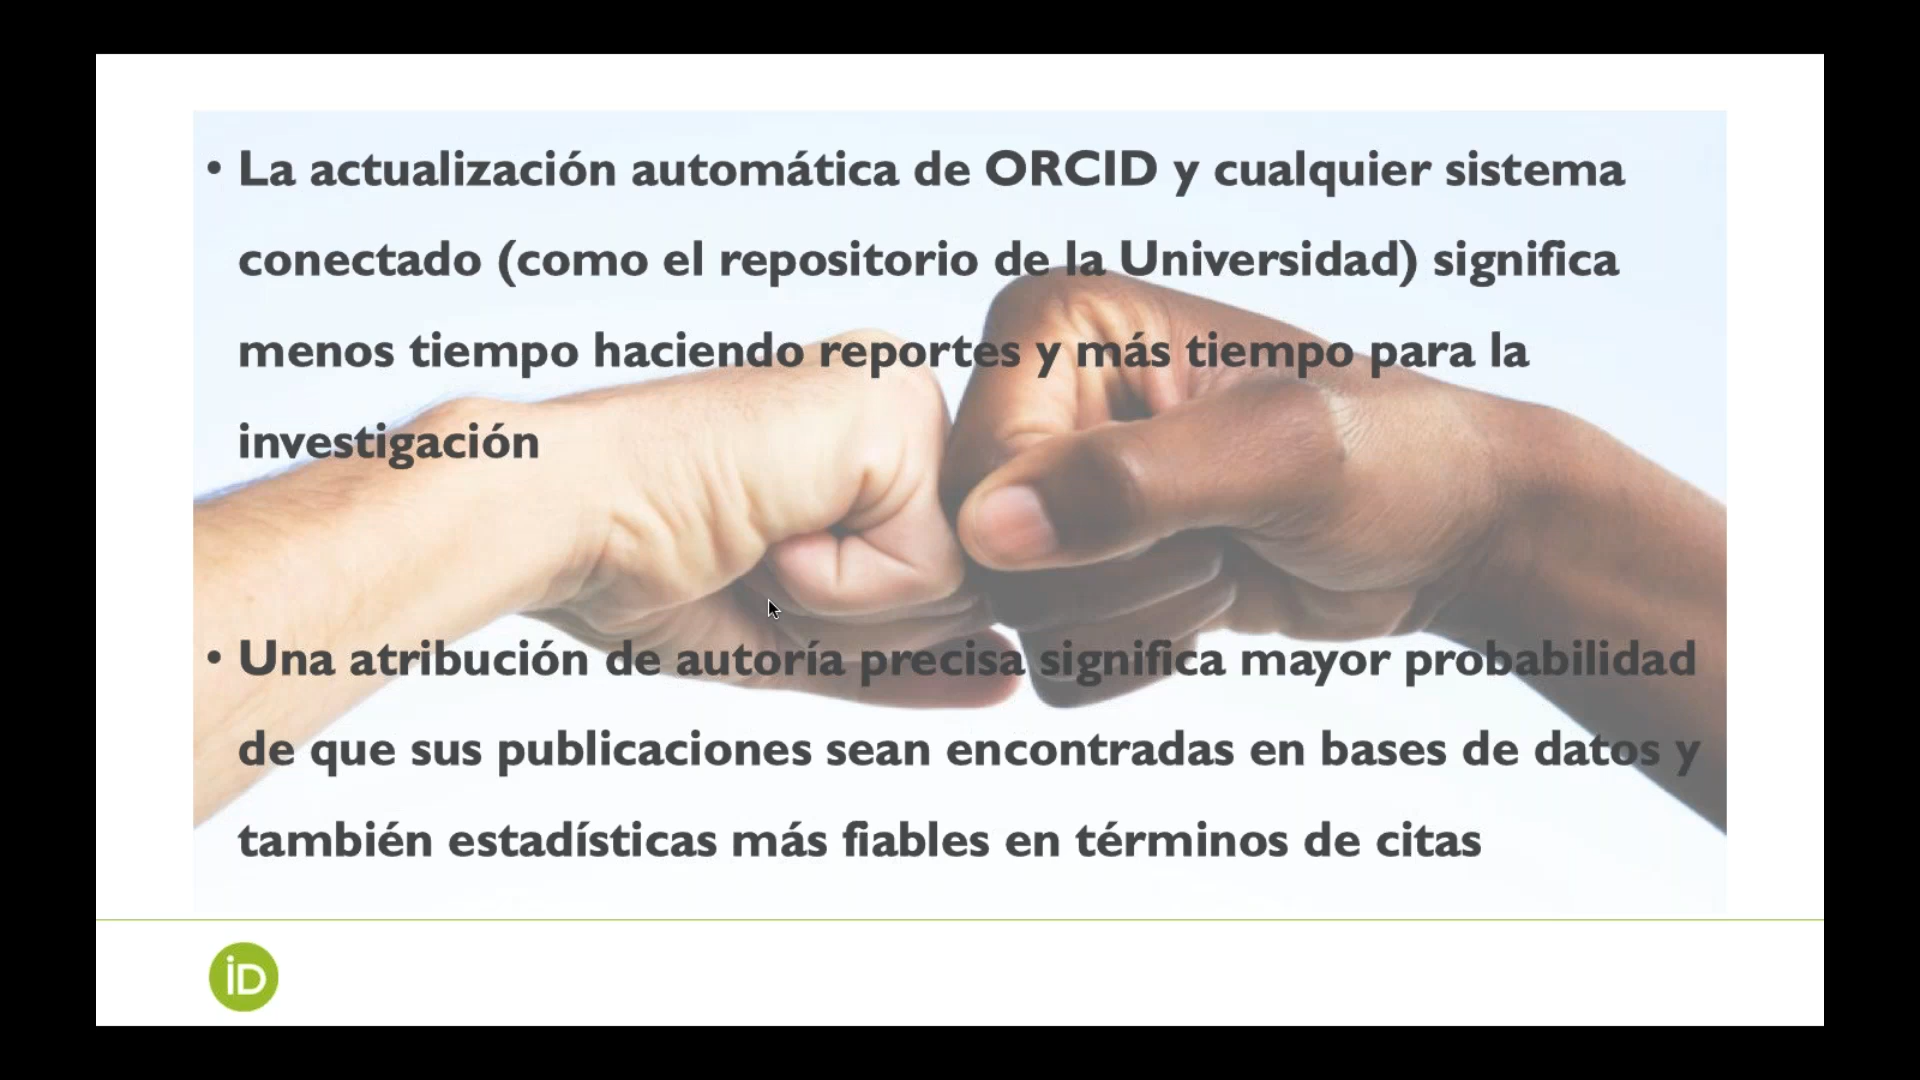 • La actualización automática de ORCID y cualquier sistema
conectado (como el repositorio de la Universidad) significa
menos tiempo haciendo reportes y más tiempo para la
investigación
• Una atribución de autoría precisa significa mayor probabilidad
de que sus publicaciones sean encontradas en bases de datos y
también estadísticas más fiables en términos de citas
iD